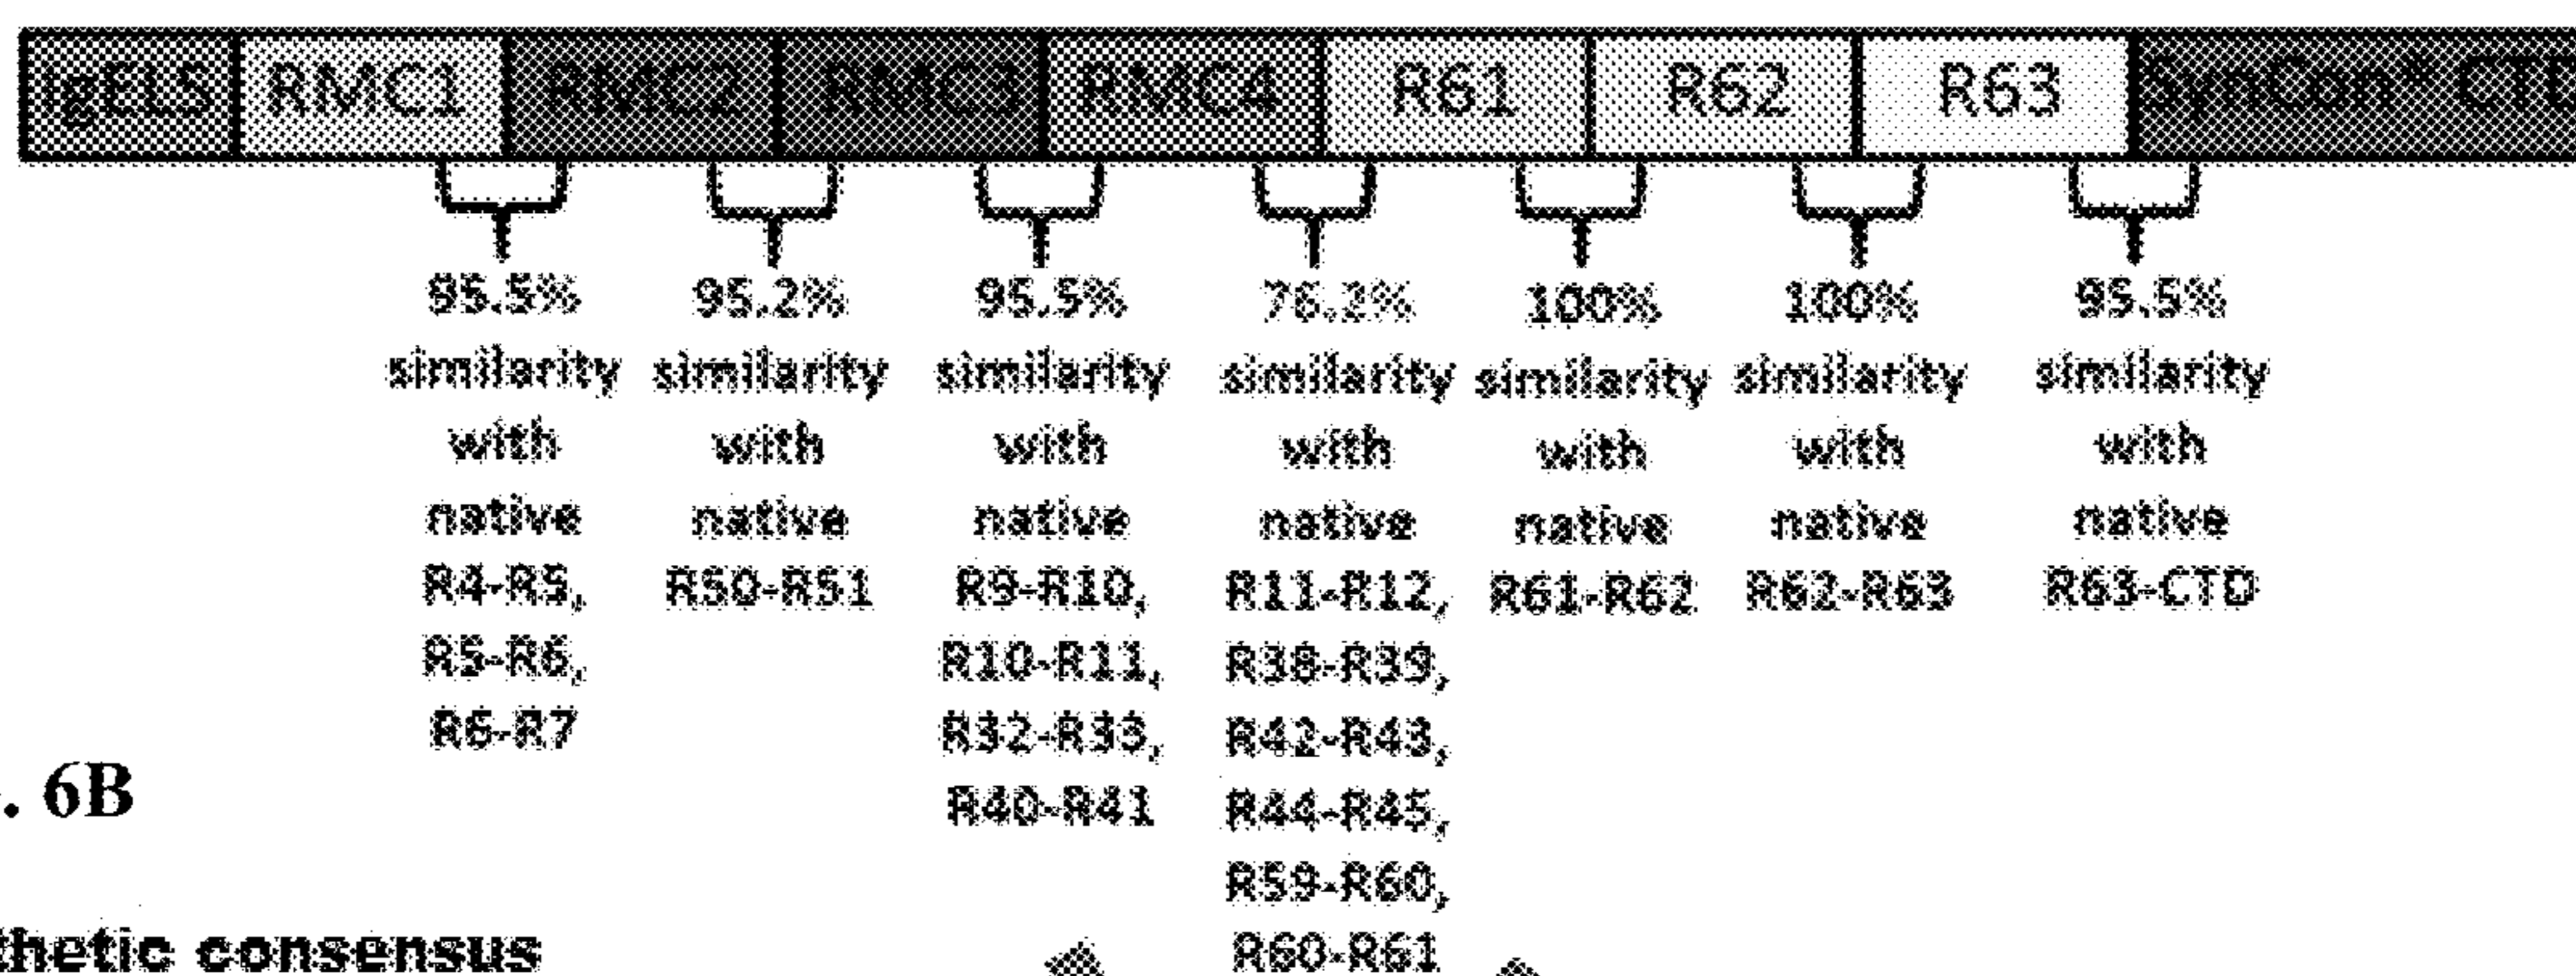 IgELS RMC1 RMC2 RMC3 RMC4 R61 R62 R63 SynCon® CTD
95.5% 95.2% 95.5% 76.2% 100% 100% 95.5%
similarity similarity similarity similarity similarity similarity similarity
with with with with with with with
native native native native native native native
R4-R5, R50-R51 R9-R10, R11-R12, R61-R62 R62-R63 R63-CTD
R5-R6, R10-R11, R38-R39,
R6-R7 R32-R33, R42-R43,
. 6B R40-R41 R44-R45,
R59-R60,
thetic consensus R60-R61